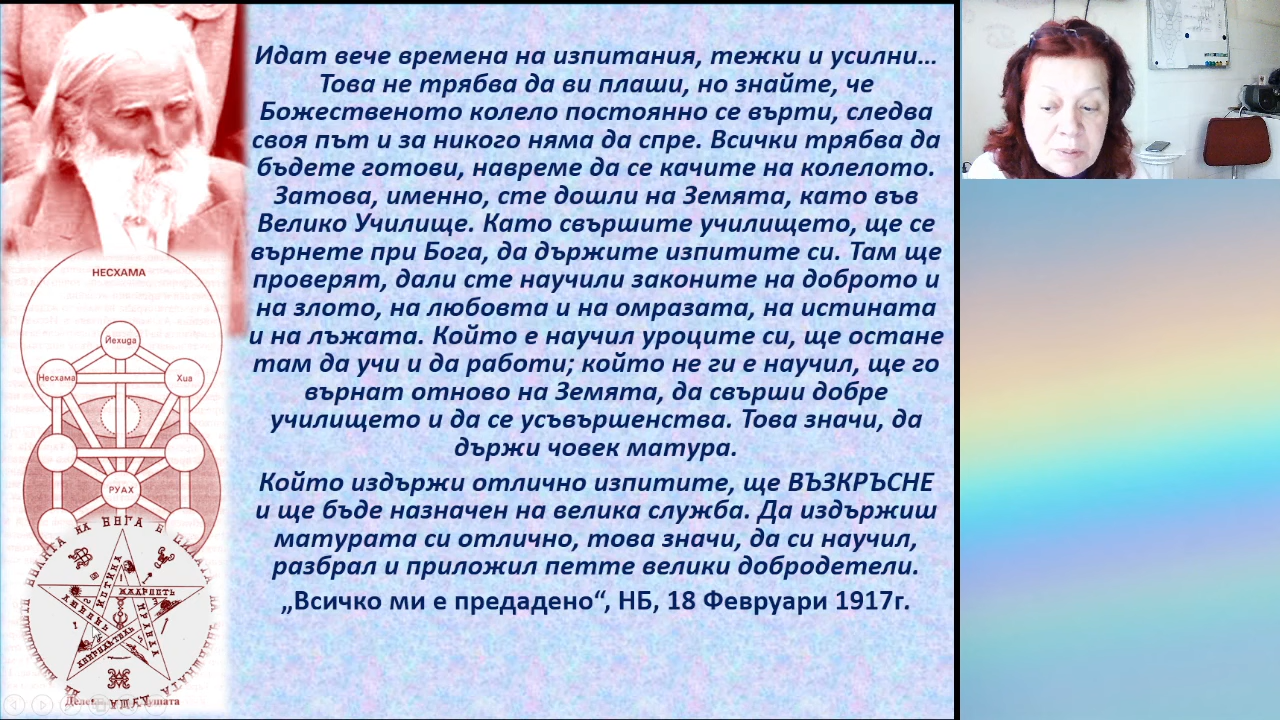 Идат вече времена на изпитания, тежки и усилни...
Това не трябва да ви плаши, но знайте, че
Божественото колело постоянно се върти, следва
своя път и за никого няма да спре. Всички трябва да
бъдете готови, навреме да се качите на колелото.
Затова, именно, сте дошли на Земята, като във
Велико Училище. Като свършите училището, ще се
върнете при Бога, да държите изпитите си. Там ще
проверят, дали сте научили законите на доброто и
на злото, на любовта и на омразата, на истината
и на лъжата. Който е научил уроците си, ще остане
там да учи и да работи; който не ги е научил, ще го
върнат отново на Земята, да свърши добре
училището и да се усъвършенства. Това значи, да
държи човек матура.
Който издържи отлично изпитите, ще ВЪЗКРЪСНЕ
и ще бъде назначен на велика служба. Да издържиш
матурата си отлично, това значи, да си научил,
разбрал и приложил петте велики добродетели.
„Всичко ми е предадено“, НБ, 18 Февруари 1917г.
НЕСХАМА
Йехида
Несхама
Хиа
РУАХ